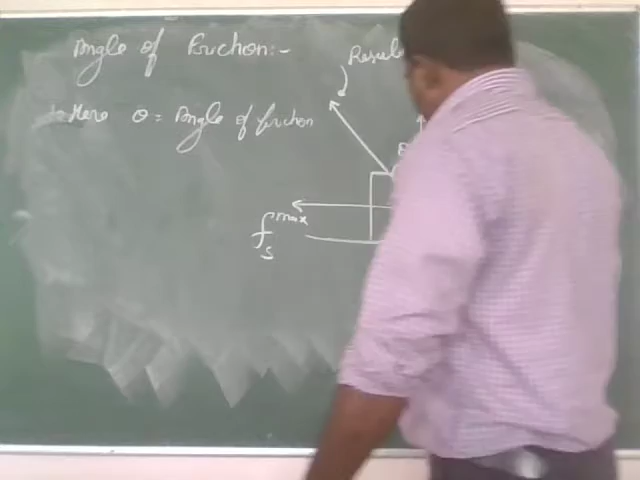 Angle of friction:-
Resul
Here θ = Angle of friction
θ
f_s^max